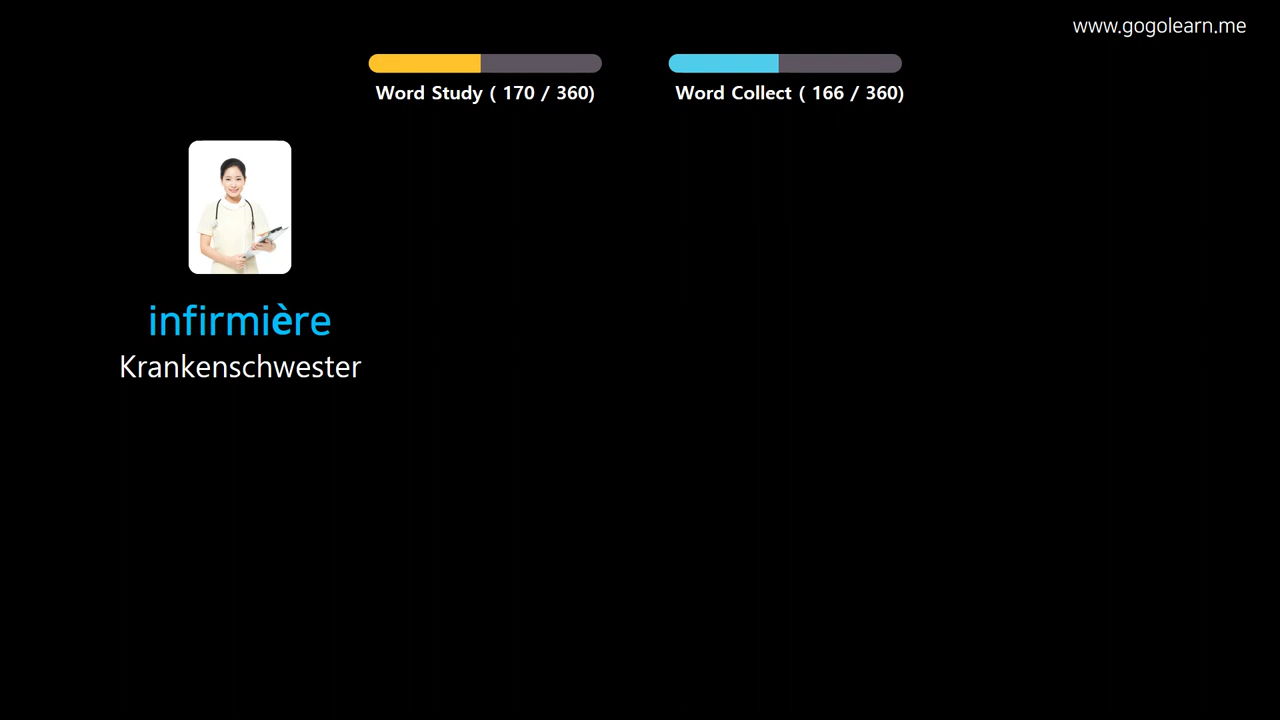 www.gogolearn.me
Word Study ( 170 / 360)
Word Collect ( 166 / 360)
infirmière
Krankenschwester